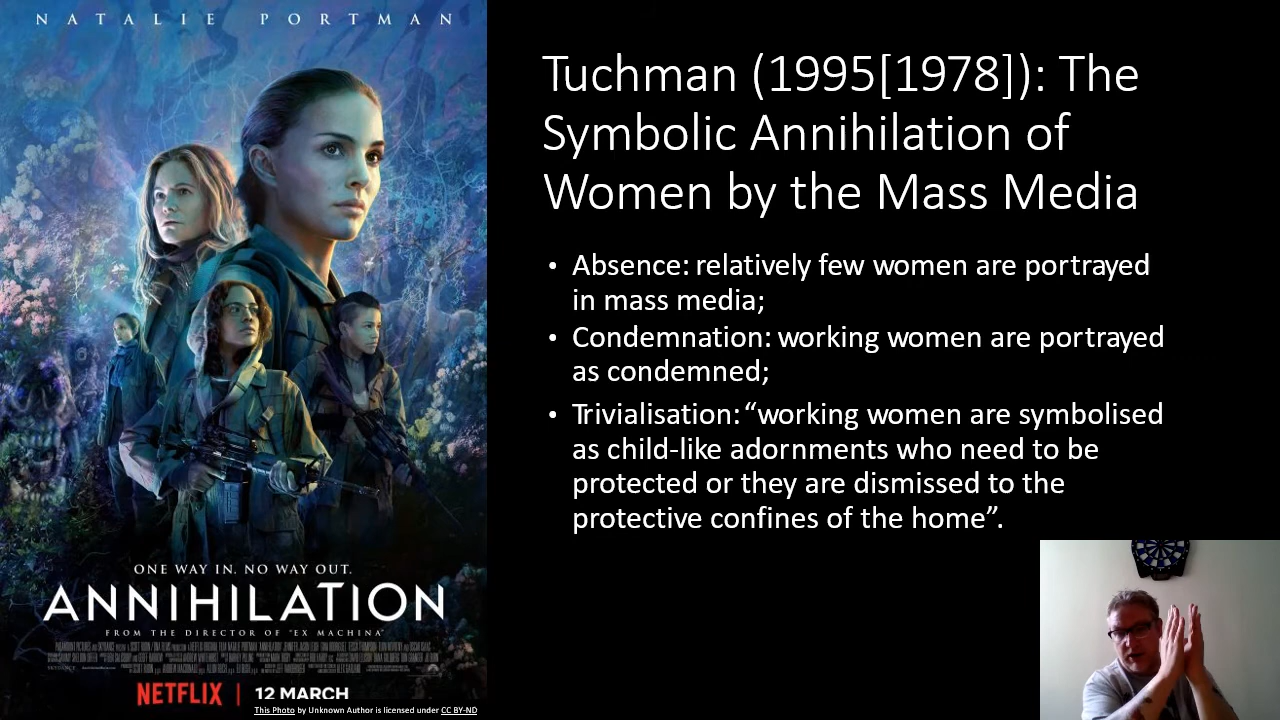 NATALIE PORTMAN
ONE WAY IN. NO WAY OUT.
ANNIHILATION
FROM THE DIRECTOR OF "EX MACHINA"
NETFLIX | 12 MARCH
This Photo by Unknown Author is licensed under CC BY-ND
Tuchman (1995[1978]): The
Symbolic Annihilation of
Women by the Mass Media
• Absence: relatively few women are portrayed
in mass media;
• Condemnation: working women are portrayed
as condemned;
• Trivialisation: “working women are symbolised
as child-like adornments who need to be
protected or they are dismissed to the
protective confines of the home”.